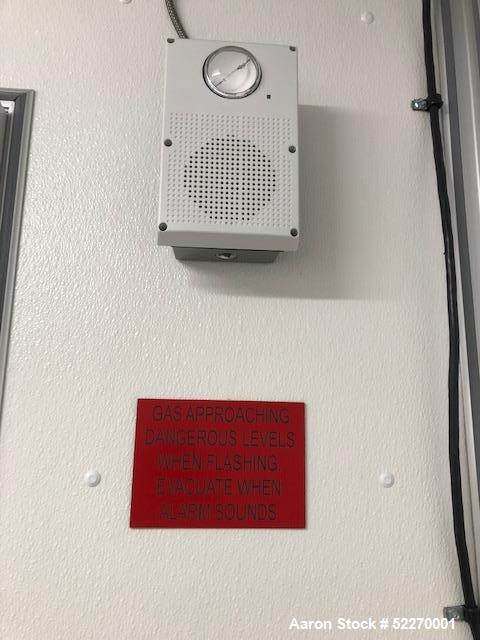 GAS APPROACHING
DANGEROUS LEVELS
WHEN FLASHING.
EVACUATE WHEN
ALARM SOUNDS
Aaron Stock # 52270001